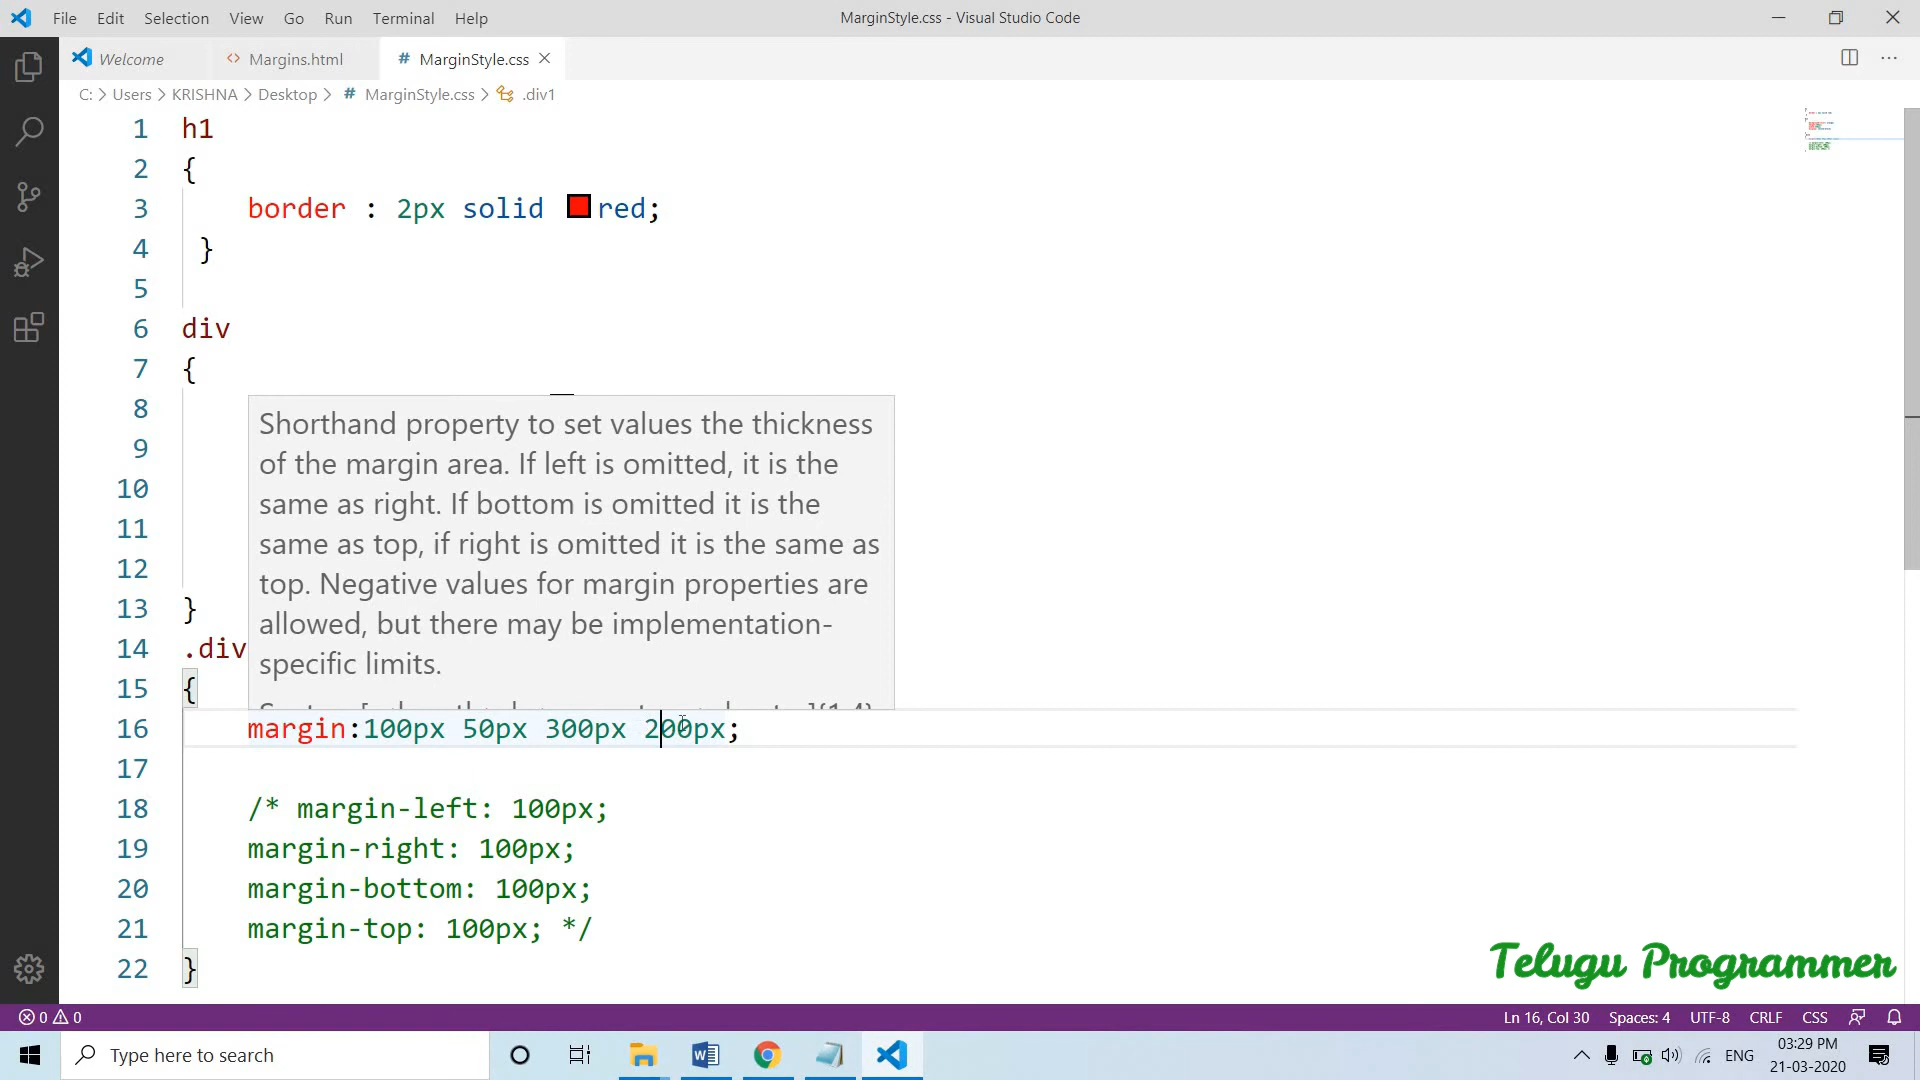 File Edit Selection View Go Run Terminal Help
MarginStyle.css - Visual Studio Code
Welcome
Margins.html
# MarginStyle.css
C: > Users > KRISHNA > Desktop > # MarginStyle.css > .div1
1 h1
2 {
3 border : 2px solid red;
4 }
5
6 div
7 {
8
9
10
11
12
13 }
14 .div
15 {
Shorthand property to set values the thickness
of the margin area. If left is omitted, it is the
same as right. If bottom is omitted it is the
same as top, if right is omitted it is the same as
top. Negative values for margin properties are
allowed, but there may be implementation-
specific limits.
16 margin:100px 50px 300px 200px;
17
18 /* margin-left: 100px;
19 margin-right: 100px;
20 margin-bottom: 100px;
21 margin-top: 100px; */
22 }
Telugu Programmer
0 0
Ln 16, Col 30 Spaces: 4 UTF-8 CRLF CSS
Type here to search
ENG
03:29 PM
21-03-2020